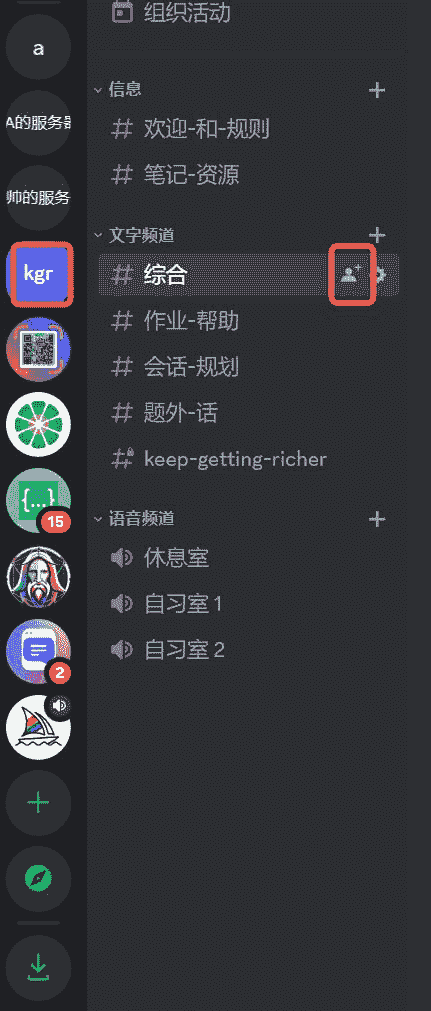 组织活动
a
A的服务器
帅的服务
kgr
{...}
15
2
信息
欢迎-和-规则
笔记-资源
文字频道
综合
作业-帮助
会话-规划
题外-话
keep-getting-richer
语音频道
休息室
自习室 1
自习室 2